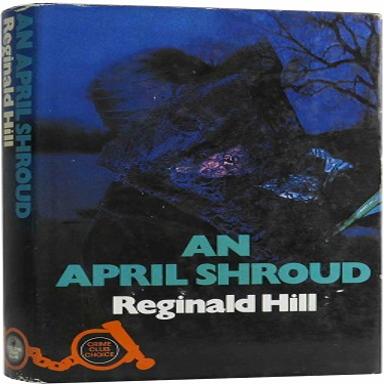 AN APRIL SHROUD
Reginald Hill
AN
APRIL SHROUD
Reginald Hill
CRIME
CLUB
CHOICE